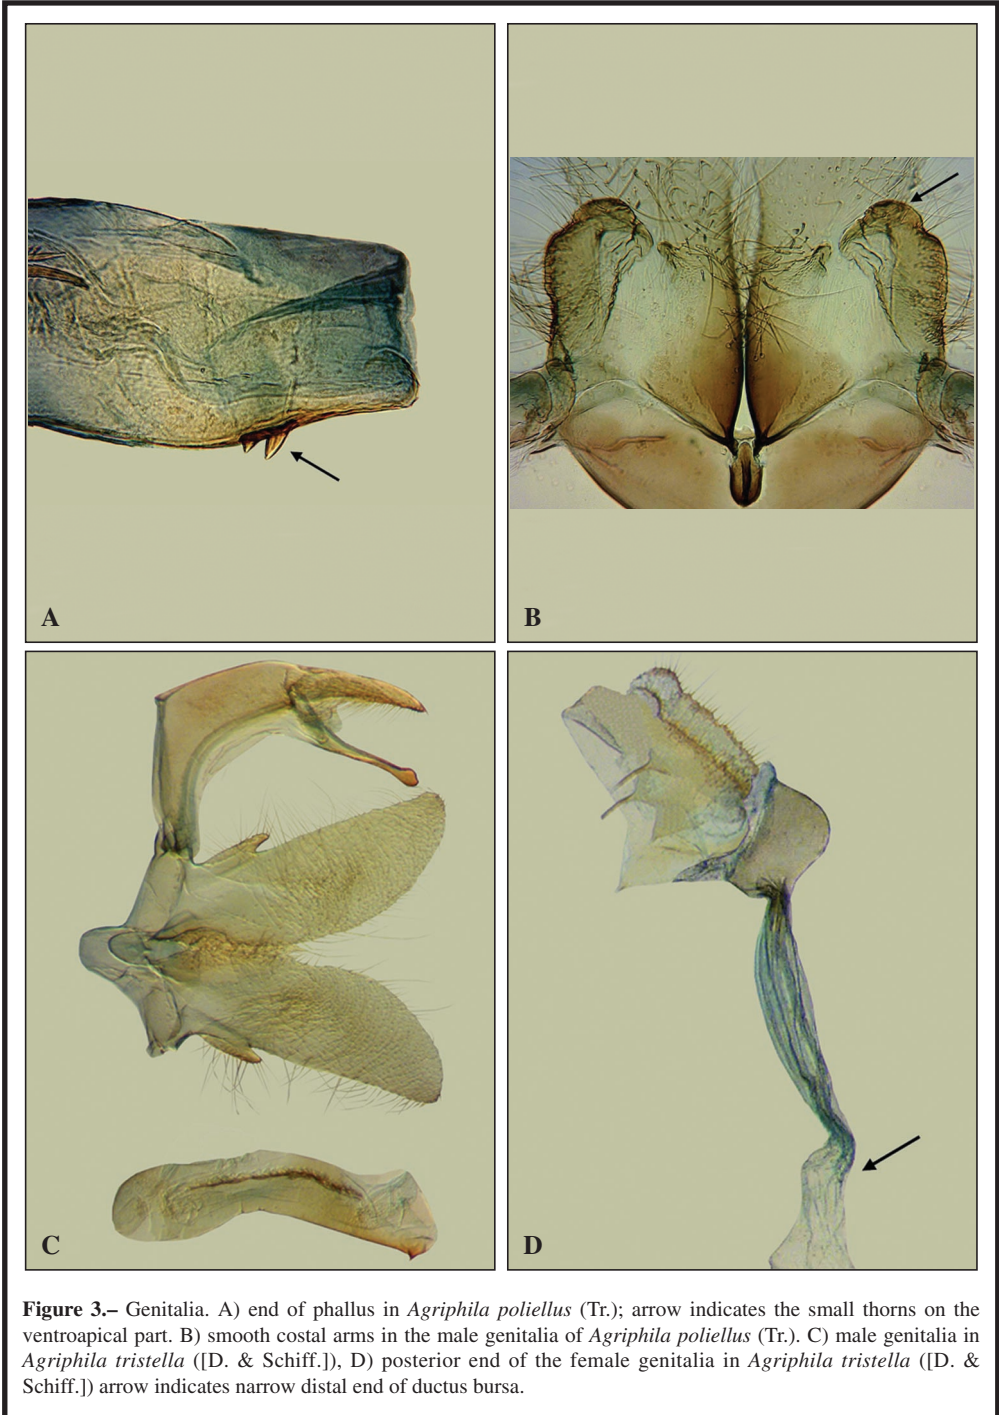 A
B
C
D
Figure 3.– Genitalia. A) end of phallus in Agriphila poliellus (Tr.); arrow indicates the small thorns on the
ventroapical part. B) smooth costal arms in the male genitalia of Agriphila poliellus (Tr.). C) male genitalia in
Agriphila tristella ([D. & Schiff.]), D) posterior end of the female genitalia in Agriphila tristella ([D. &
Schiff.]) arrow indicates narrow distal end of ductus bursa.